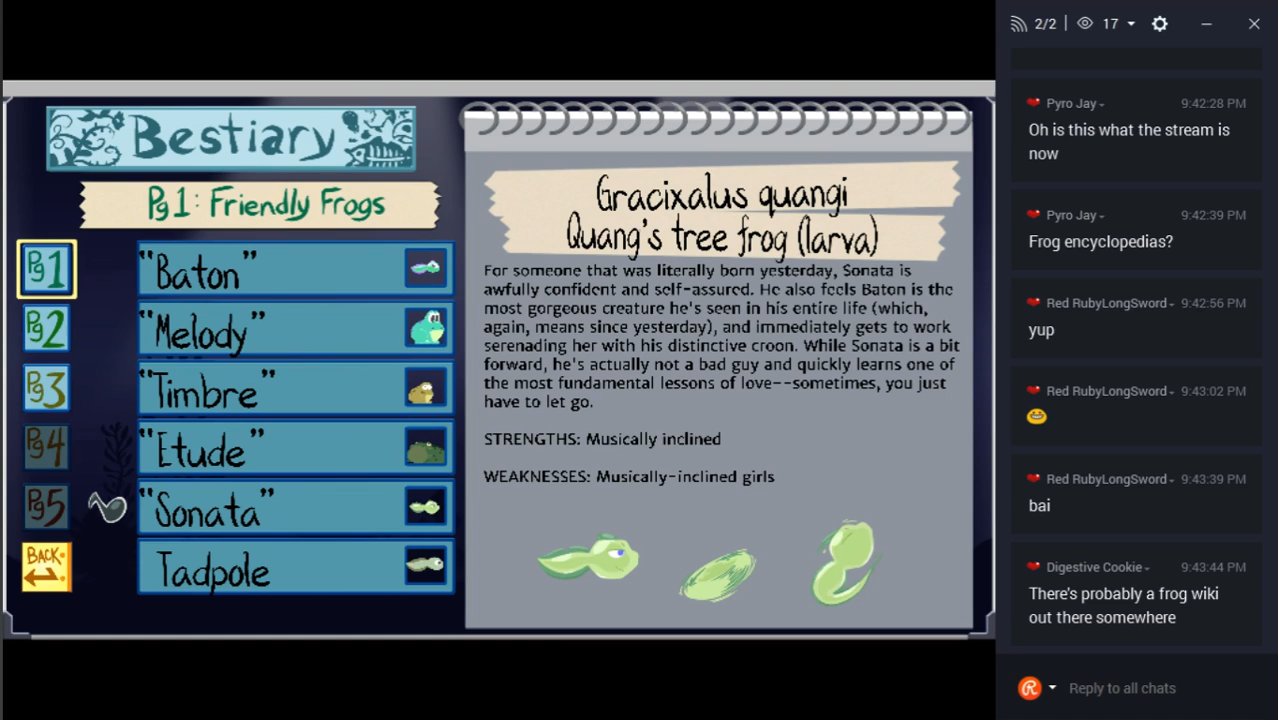 Bestiary
Pg 1: Friendly Frogs
Pg1
"Baton"
Pg2
"Melody"
Pg3
"Timbre"
Pg4
"Etude"
Pg5
"Sonata"
BACK
Tadpole
Gracixalus quangi
Quang's tree frog (larva)
For someone that was literally born yesterday, Sonata is
awfully confident and self-assured. He also feels Baton is the
most gorgeous creature he's seen in his entire life (which,
again, means since yesterday), and immediately gets to work
serenading her with his distinctive croon. While Sonata is a bit
forward, he's actually not a bad guy and quickly learns one of
the most fundamental lessons of love--sometimes, you just
have to let go.
STRENGTHS: Musically inclined
WEAKNESSES: Musically-inclined girls
2/2 17
Pyro Jay 9:42:28 PM
Oh is this what the stream is
now
Pyro Jay 9:42:39 PM
Frog encyclopedias?
Red RubyLongSword 9:42:56 PM
yup
Red RubyLongSword 9:43:02 PM
Red RubyLongSword 9:43:39 PM
bai
Digestive Cookie 9:43:44 PM
There's probably a frog wiki
out there somewhere
Reply to all chats